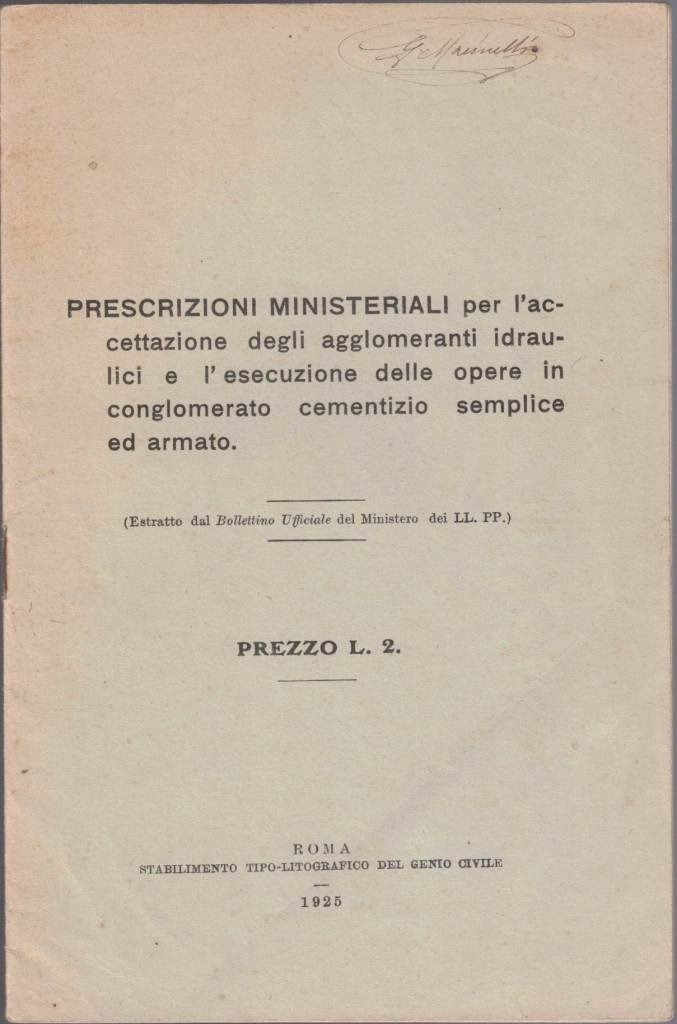 PRESCRIZIONI MINISTERIALI per l'ac-
cettazione degli agglomeranti idrau-
lici e l'esecuzione delle opere in
conglomerato cementizio semplice
ed armato.
(Estratto dal Bollettino Ufficiale del Ministero dei LL. PP.)
PREZZO L. 2.
ROMA
STABILIMENTO TIPO-LITOGRAFICO DEL GENIO CIVILE
1925